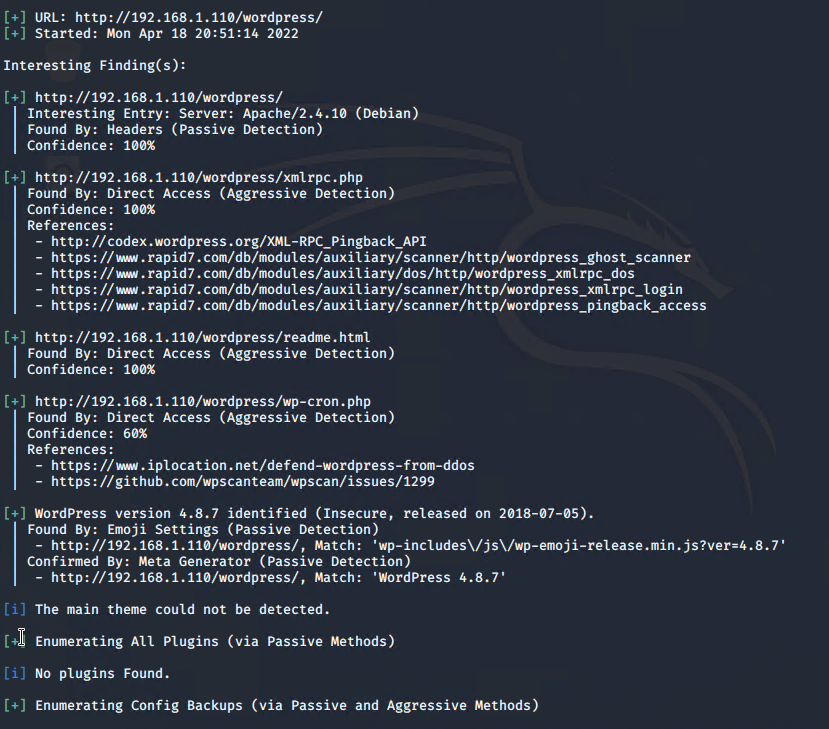 [+] URL: http://192.168.1.110/wordpress/
[+] Started: Mon Apr 18 20:51:14 2022
Interesting Finding(s):
[+] http://192.168.1.110/wordpress/
| Interesting Entry: Server: Apache/2.4.10 (Debian)
| Found By: Headers (Passive Detection)
| Confidence: 100%
[+] http://192.168.1.110/wordpress/xmlrpc.php
| Found By: Direct Access (Aggressive Detection)
| Confidence: 100%
| References:
|  - http://codex.wordpress.org/XML-RPC_Pingback_API
|  - https://www.rapid7.com/db/modules/auxiliary/scanner/http/wordpress_ghost_scanner
|  - https://www.rapid7.com/db/modules/auxiliary/dos/http/wordpress_xmlrpc_dos
|  - https://www.rapid7.com/db/modules/auxiliary/scanner/http/wordpress_xmlrpc_login
|  - https://www.rapid7.com/db/modules/auxiliary/scanner/http/wordpress_pingback_access
[+] http://192.168.1.110/wordpress/readme.html
| Found By: Direct Access (Aggressive Detection)
| Confidence: 100%
[+] http://192.168.1.110/wordpress/wp-cron.php
| Found By: Direct Access (Aggressive Detection)
| Confidence: 60%
| References:
|  - https://www.iplocation.net/defend-wordpress-from-ddos
|  - https://github.com/wpscanteam/wpscan/issues/1299
[+] WordPress version 4.8.7 identified (Insecure, released on 2018-07-05).
| Found By: Emoji Settings (Passive Detection)
|  - http://192.168.1.110/wordpress/, Match: 'wp-includes\/js\/wp-emoji-release.min.js?ver=4.8.7'
| Confirmed By: Meta Generator (Passive Detection)
|  - http://192.168.1.110/wordpress/, Match: 'WordPress 4.8.7'
[i] The main theme could not be detected.
[+] Enumerating All Plugins (via Passive Methods)
[i] No plugins Found.
[+] Enumerating Config Backups (via Passive and Aggressive Methods)